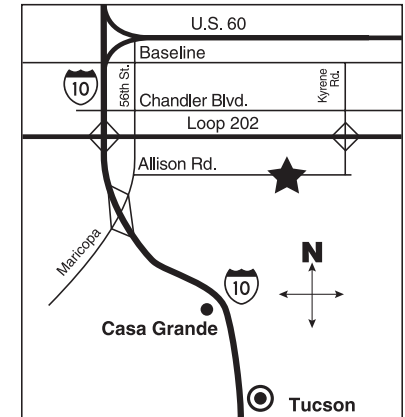 U.S. 60
Baseline
10
56th St.
Kyrene
Rd.
Chandler Blvd.
Loop 202
Allison Rd.
Maricopa
N
10
Casa Grande
Tucson